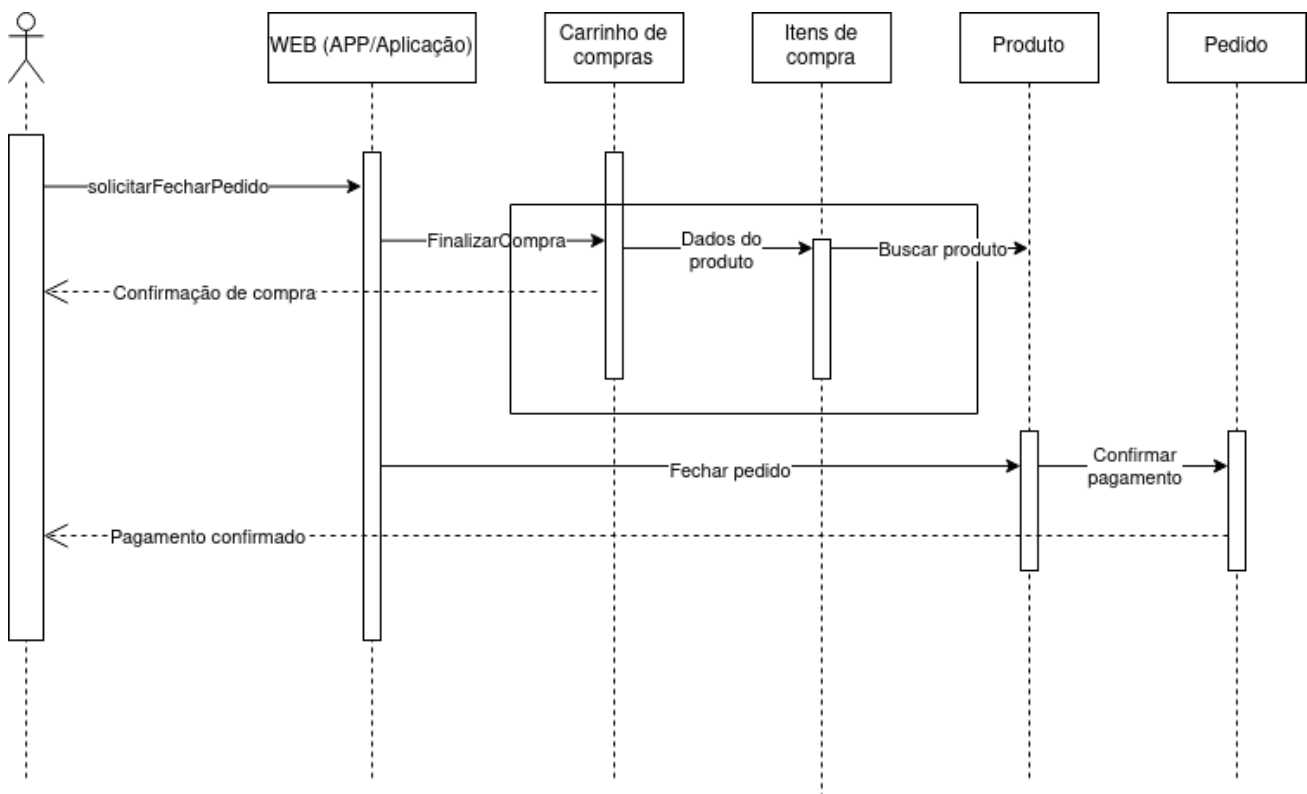 WEB (APP/Aplicação)
Carrinho de
compras
Itens de
compra
Produto
Pedido
solicitarFecharPedido
FinalizarCompra
Dados do
produto
Buscar produto
Confirmação de compra
Fechar pedido
Confirmar
pagamento
Pagamento confirmado